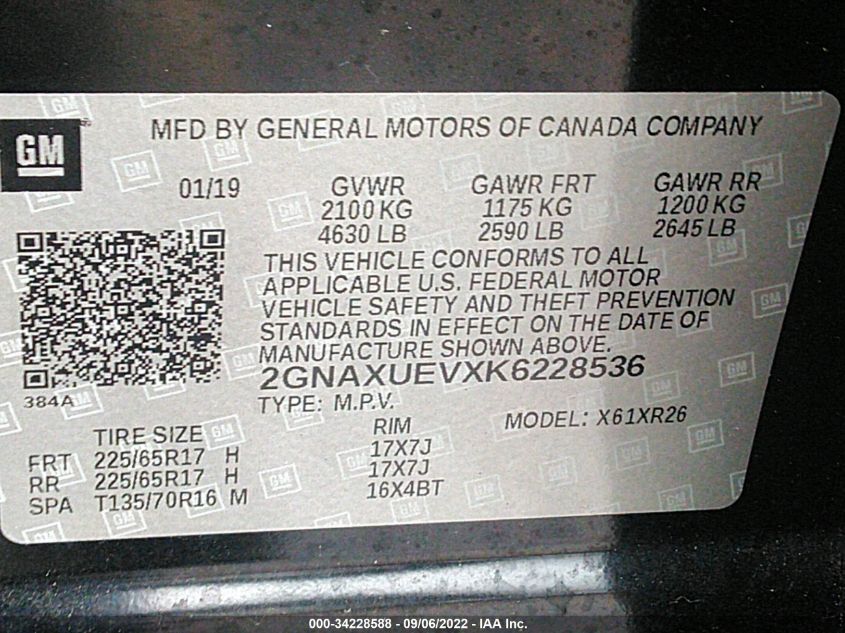 GM
MFD BY GENERAL MOTORS OF CANADA COMPANY
01/19 GVWR GAWR FRT GAWR RR
2100 KG 1175 KG 1200 KG
4630 LB 2590 LB 2645 LB
THIS VEHICLE CONFORMS TO ALL
APPLICABLE U.S. FEDERAL MOTOR
VEHICLE SAFETY AND THEFT PREVENTION
STANDARDS IN EFFECT ON THE DATE OF
MANUFACTURE SHOWN ABOVE.
2GNAXUEVXK6228536
384A
TYPE: M.P.V. MODEL: X61XR26
TIRE SIZE RIM
FRT 225/65R17 H 17X7J
RR 225/65R17 H 17X7J
SPA T135/70R16 M 16X4BT
000-34228588 - 09/06/2022 - IAA Inc.